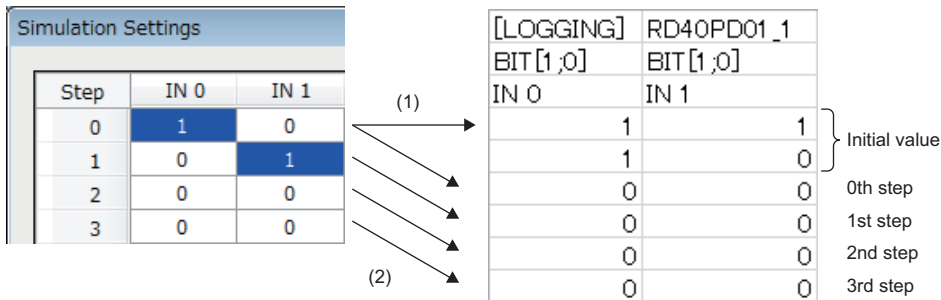 Simulation Settings
Step IN 0 IN 1
0 1 0
1 0 1
2 0 0
3 0 0
(1)
(2)
[LOGGING] RD40PD01_1
BIT[1;0] BIT[1;0]
IN 0 IN 1
1 1
1 0
0 0
0 0
0 0
0 0
Initial value
0th step
1st step
2nd step
3rd step